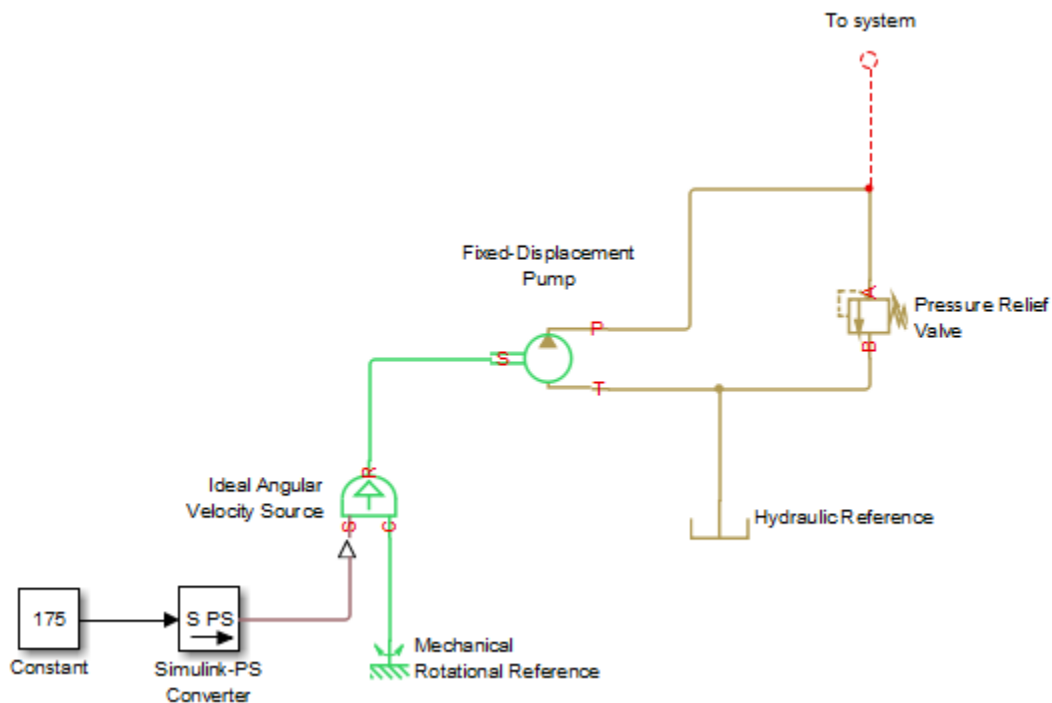 To system
Fixed-Displacement
Pump
A
Pressure Relief
Valve
P
B
S
T
R
Ideal Angular
Velocity Source
S
C
Hydraulic Reference
175
S PS
Constant
Simulink-PS
Converter
Mechanical
Rotational Reference